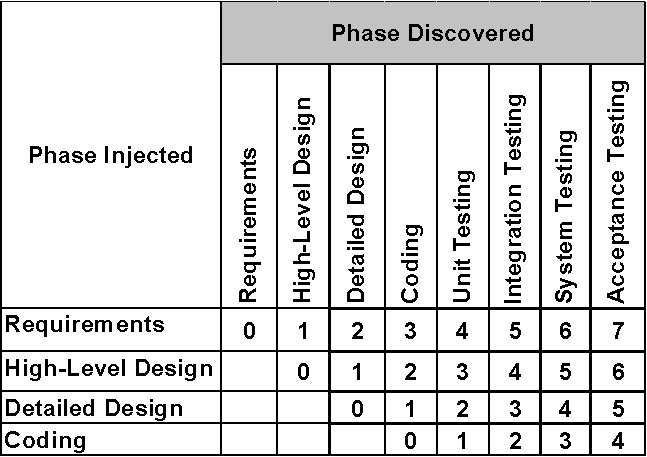 Phase Discovered
Phase Injected
Requirements
High-Level Design
Detailed Design
Coding
Unit Testing
Integration Testing
System Testing
Acceptance Testing
Requirements 0 1 2 3 4 5 6 7
High-Level Design 0 1 2 3 4 5 6
Detailed Design 0 1 2 3 4 5
Coding 0 1 2 3 4